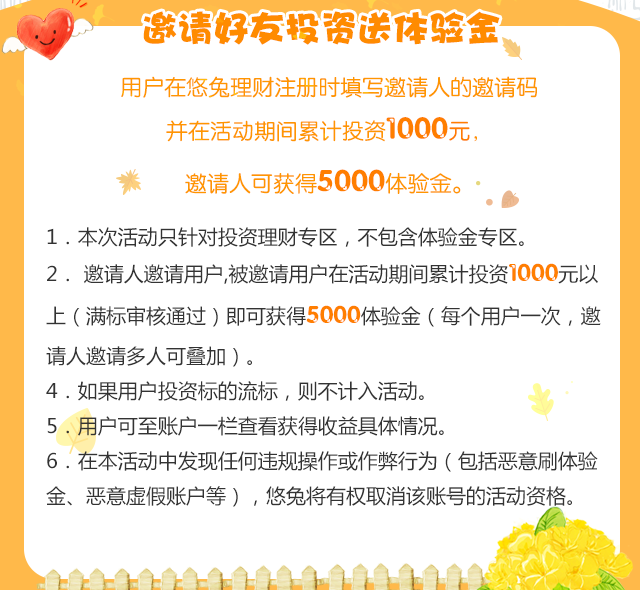 邀请好友投资送体验金
用户在悠兔理财注册时填写邀请人的邀请码
并在活动期间累计投资1000元，
邀请人可获得5000体验金。
1．本次活动只针对投资理财专区，不包含体验金专区。
2． 邀请人邀请用户,被邀请用户在活动期间累计投资1000元以
上（满标审核通过）即可获得5000体验金（每个用户一次，邀
请人邀请多人可叠加）。
4．如果用户投资标的流标，则不计入活动。
5．用户可至账户一栏查看获得收益具体情况。
6．在本活动中发现任何违规操作或作弊行为（包括恶意刷体验
金、恶意虚假账户等），悠兔将有权取消该账号的活动资格。